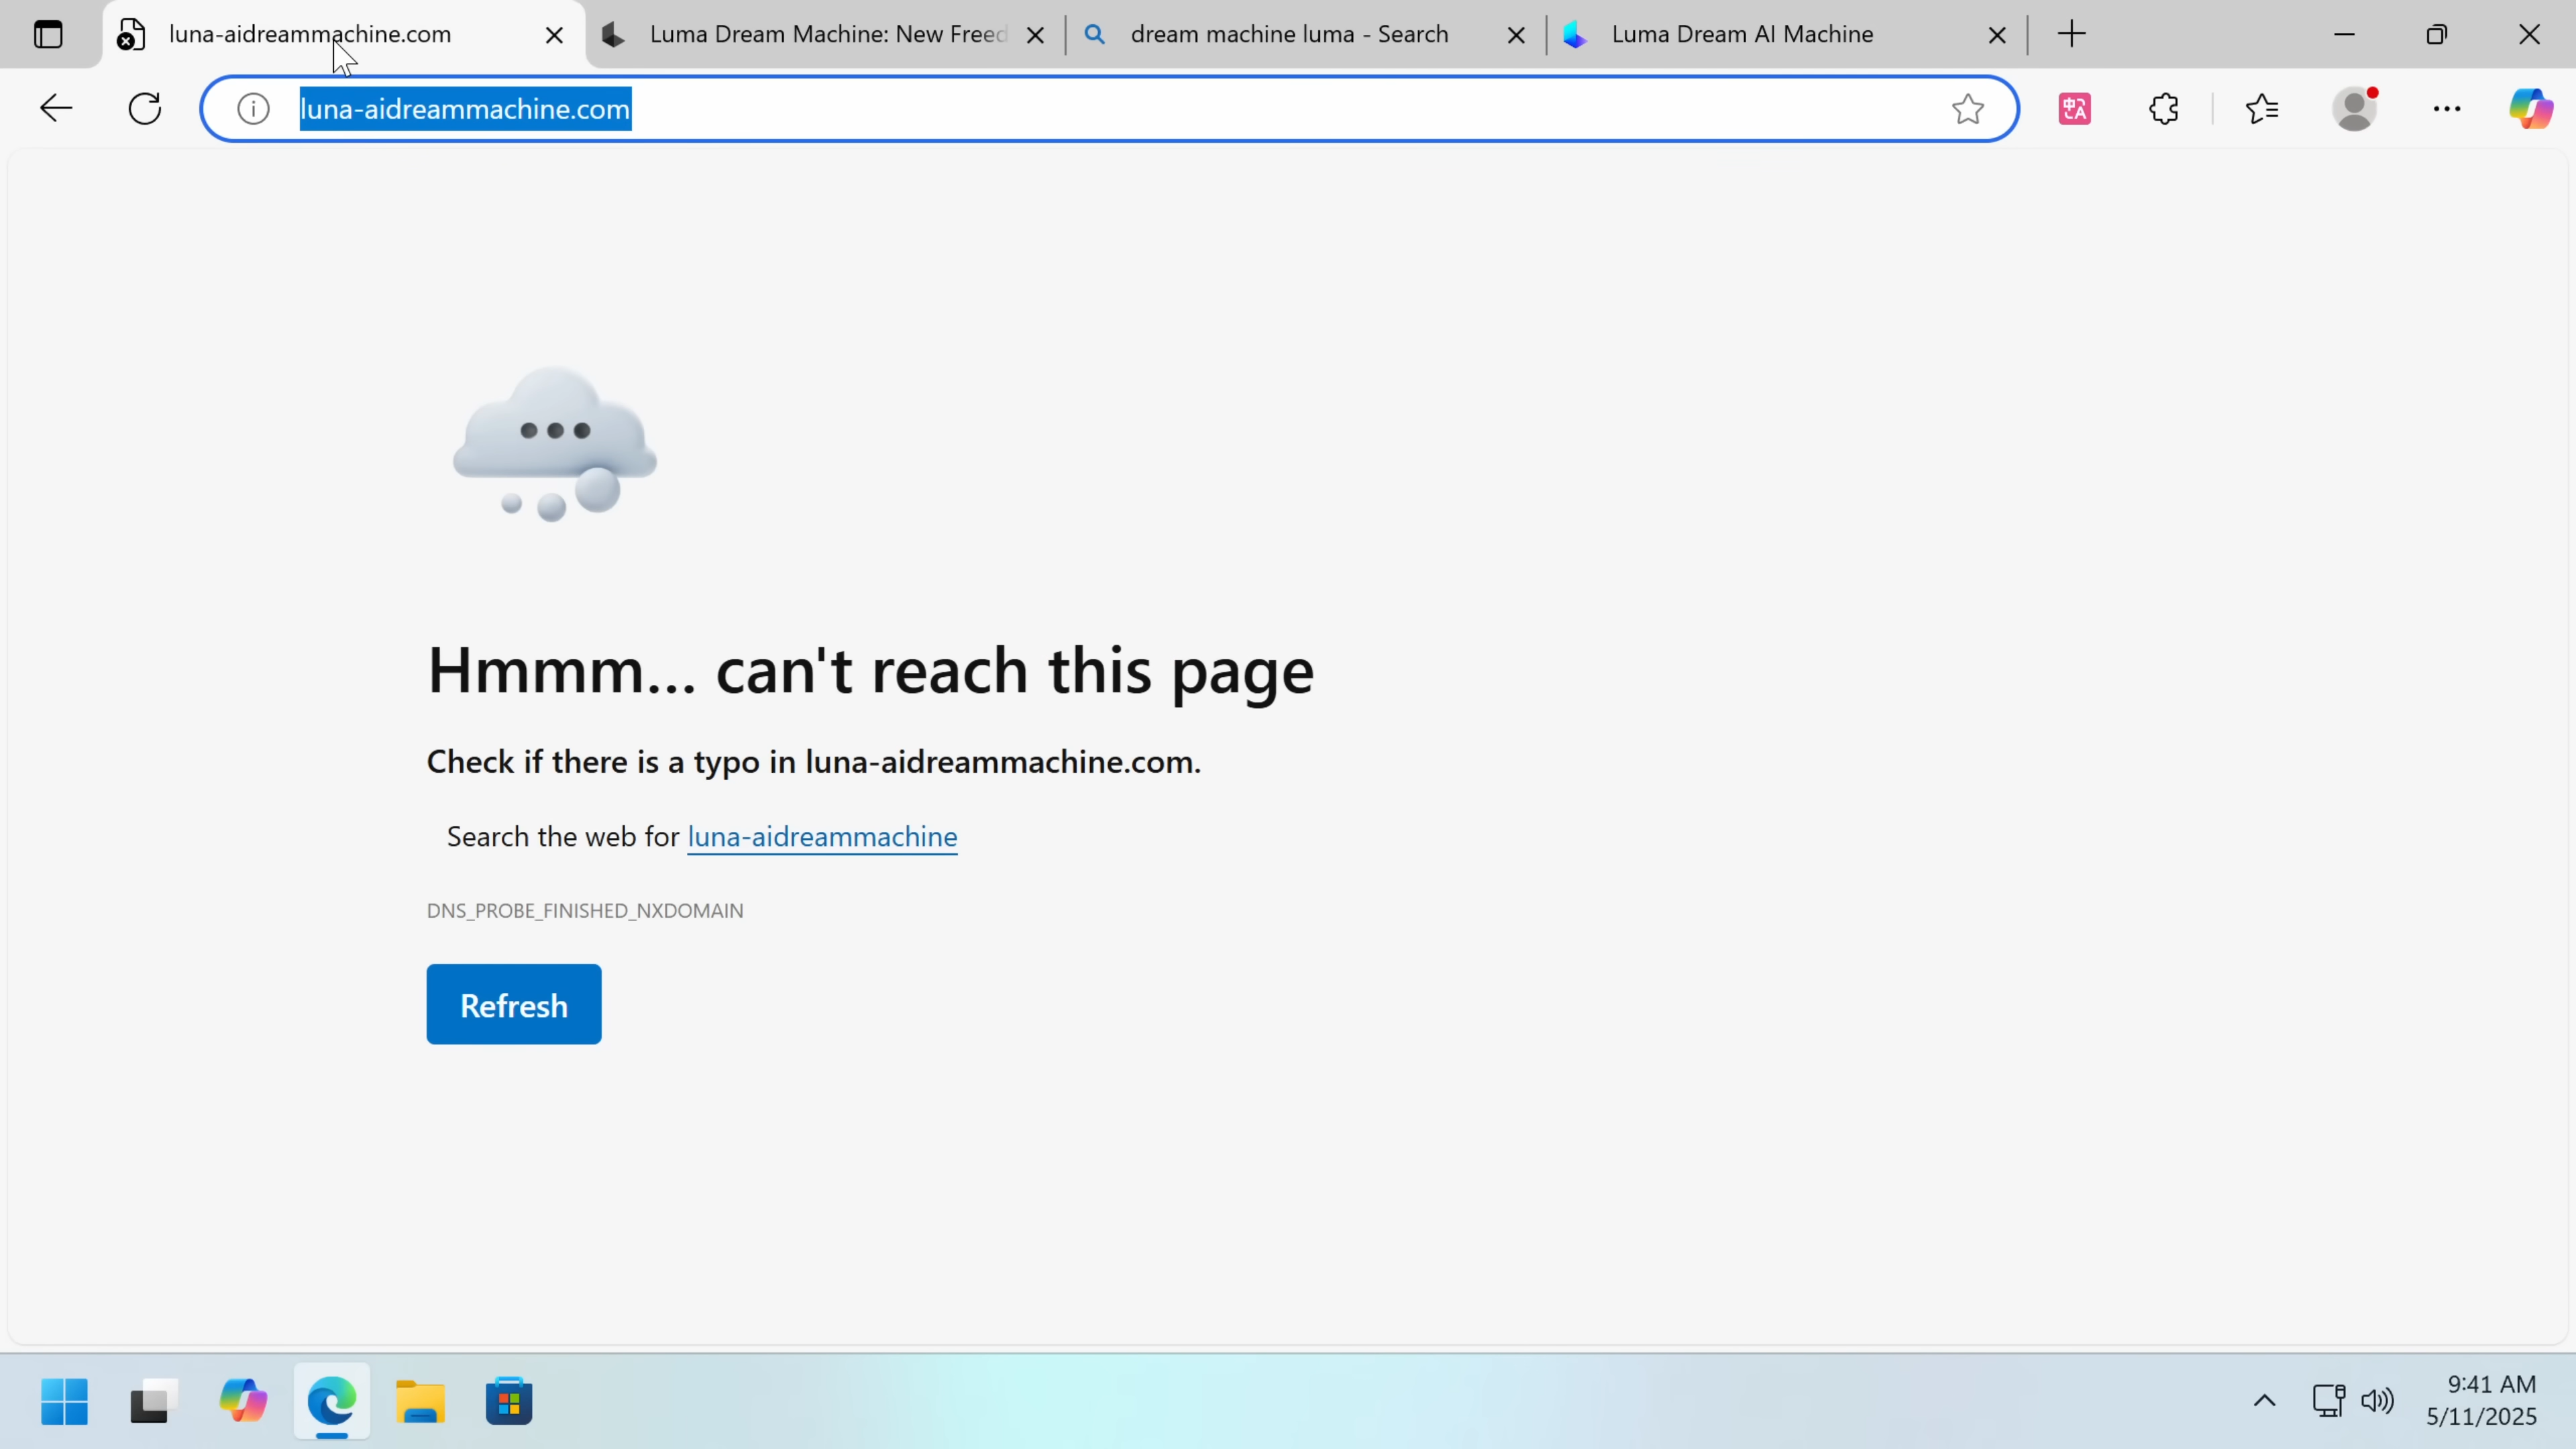 luna-aidreammachine.com
Luma Dream Machine: New Freed
dream machine luma - Search
Luma Dream AI Machine
luna-aidreammachine.com
Hmmm... can't reach this page
Check if there is a typo in luna-aidreammachine.com.
Search the web for luna-aidreammachine
DNS_PROBE_FINISHED_NXDOMAIN
Refresh
9:41 AM
5/11/2025